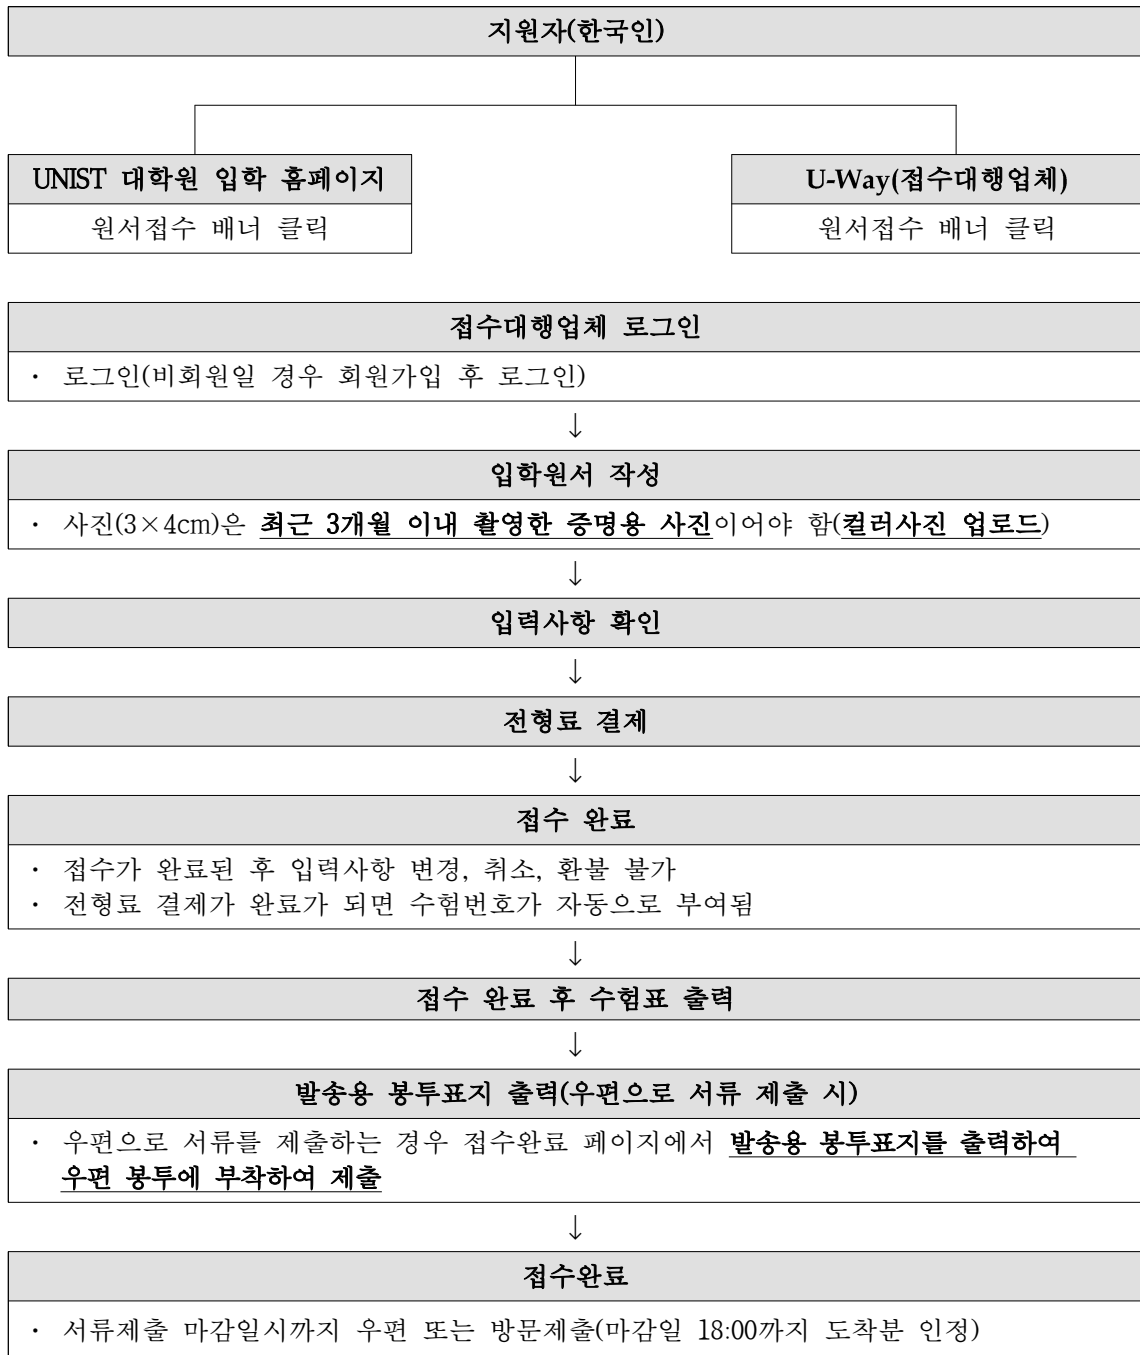 지원자(한국인)
UNIST 대학원 입학 홈페이지
원서접수 배너 클릭
U-Way(접수대행업체)
원서접수 배너 클릭
접수대행업체 로그인
· 로그인(비회원일 경우 회원가입 후 로그인)
↓
입학원서 작성
· 사진(3×4cm)은 최근 3개월 이내 촬영한 증명용 사진이어야 함(컬러사진 업로드)
↓
입력사항 확인
↓
전형료 결제
↓
접수 완료
· 접수가 완료된 후 입력사항 변경, 취소, 환불 불가
· 전형료 결제가 완료가 되면 수험번호가 자동으로 부여됨
↓
접수 완료 후 수험표 출력
↓
발송용 봉투표지 출력(우편으로 서류 제출 시)
· 우편으로 서류를 제출하는 경우 접수완료 페이지에서 발송용 봉투표지를 출력하여
우편 봉투에 부착하여 제출
↓
접수완료
· 서류제출 마감일시까지 우편 또는 방문제출(마감일 18:00까지 도착분 인정)